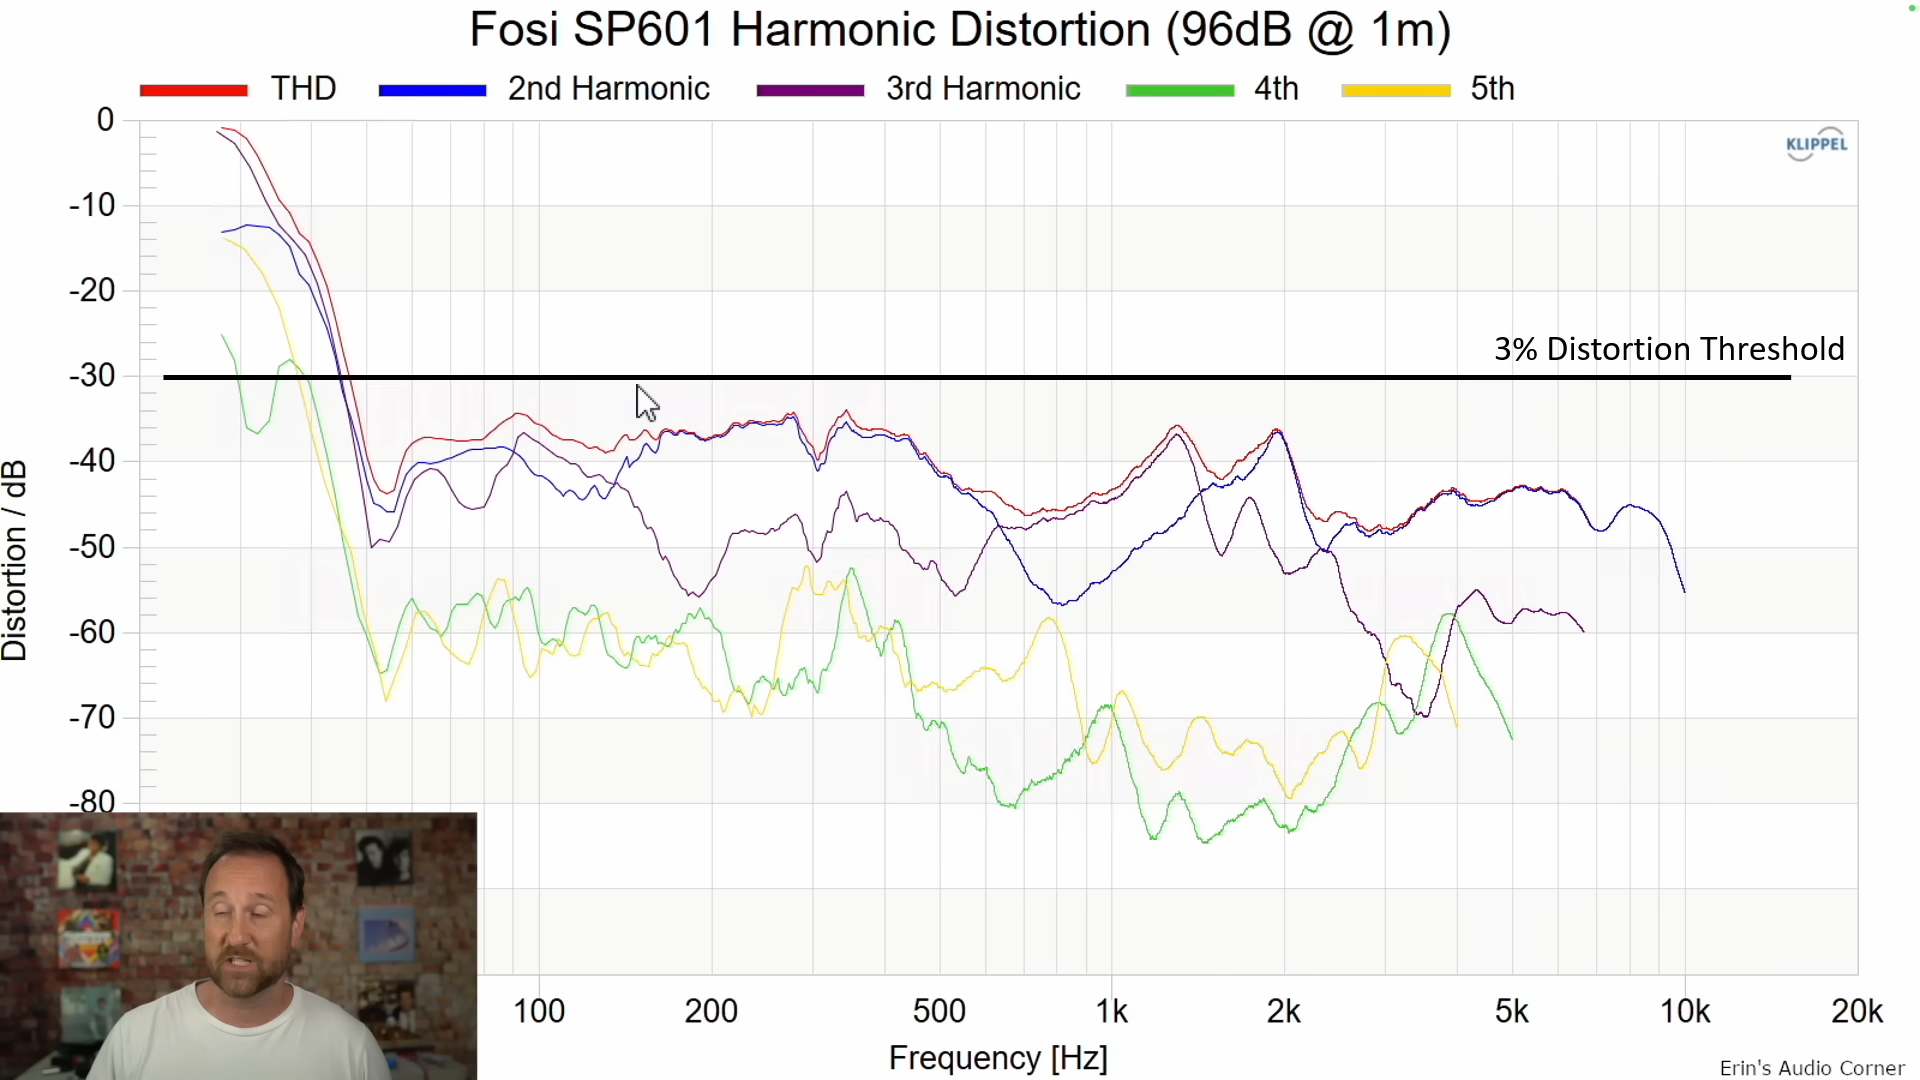 Fosi SP601 Harmonic Distortion (96dB @ 1m)
THD 2nd Harmonic 3rd Harmonic 4th 5th
KLIPPEL
0
-10
-20
-30
-40
-50
-60
-70
-80
Distortion / dB
3% Distortion Threshold
100 200 500 1k 2k 5k 10k 20k
Frequency [Hz]
Erin's Audio Corner